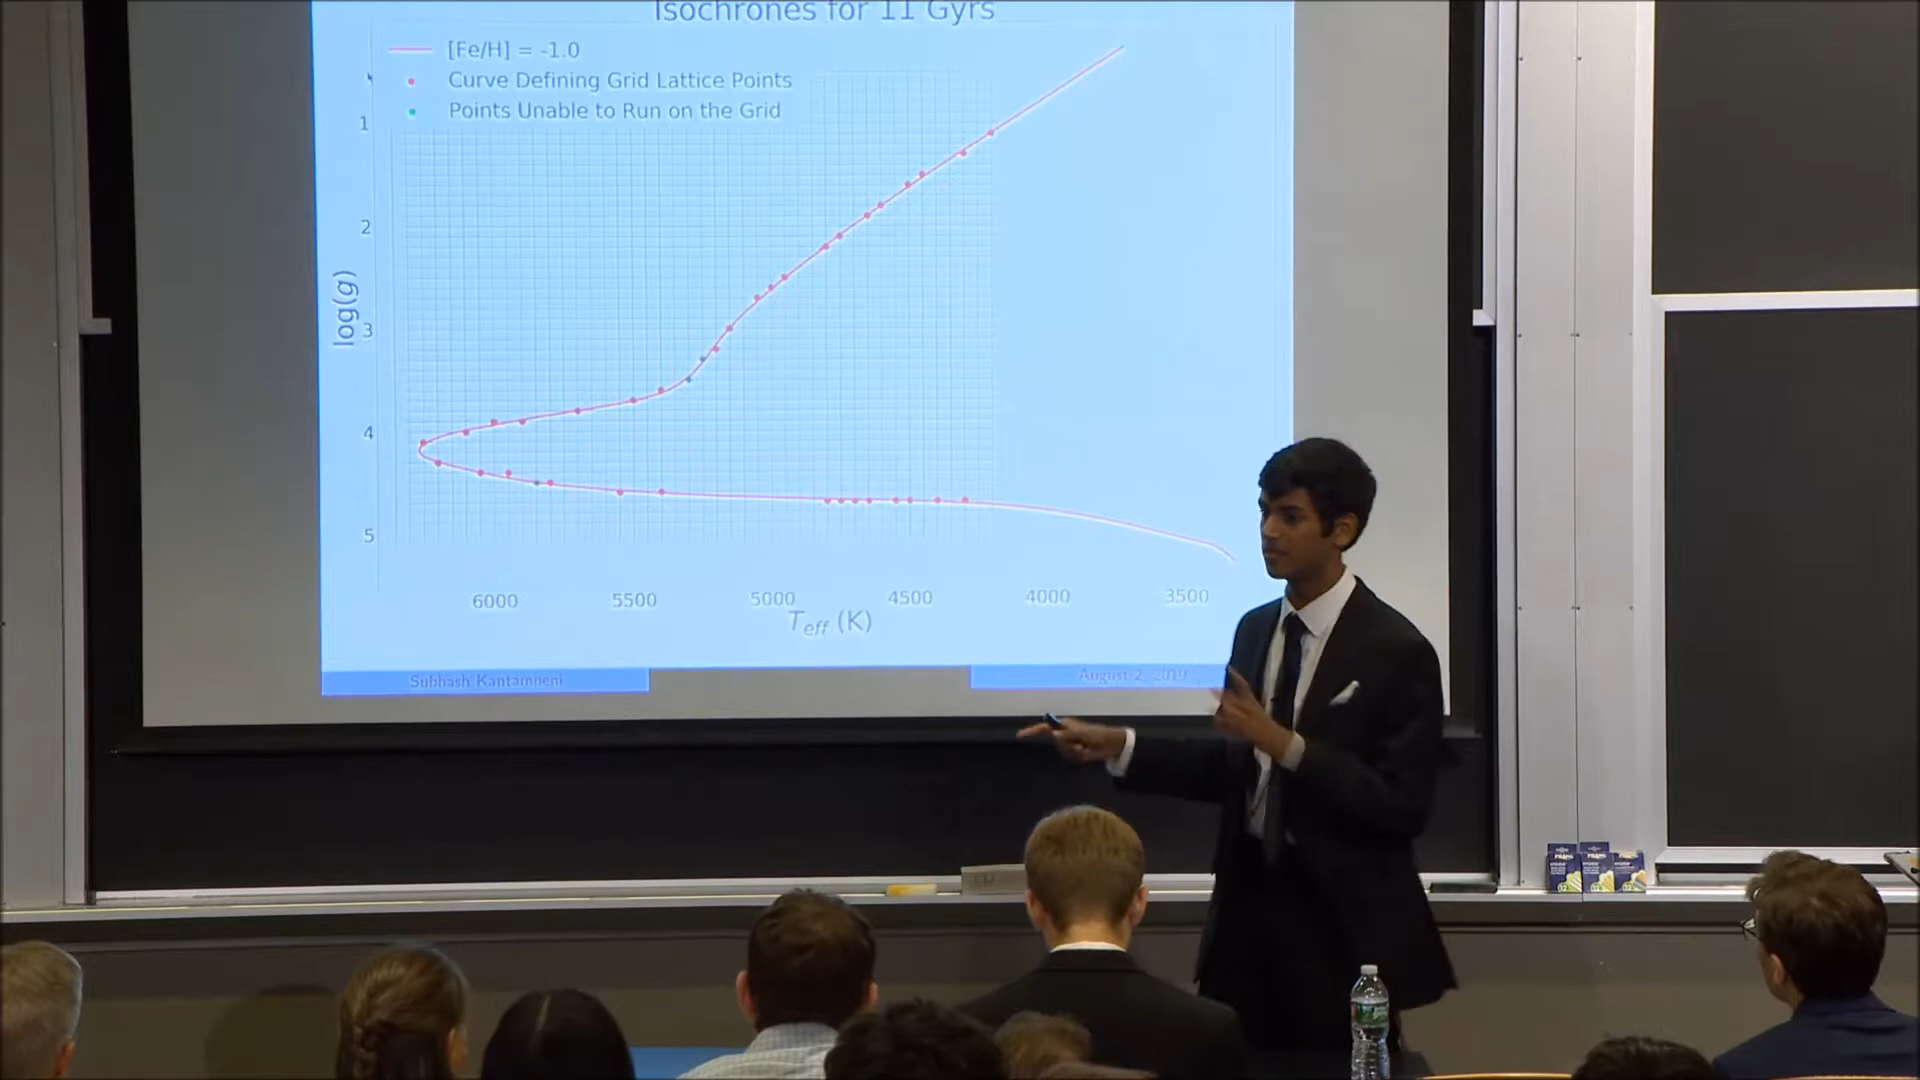 Isochrones for 11 Gyrs
[Fe/H] = -1.0
Curve Defining Grid Lattice Points
Points Unable to Run on the Grid
1
2
3
4
5
log(g)
6000 5500 5000 4500 4000 3500
Teff (K)
Subhash Kantamneni
August 2, 2019